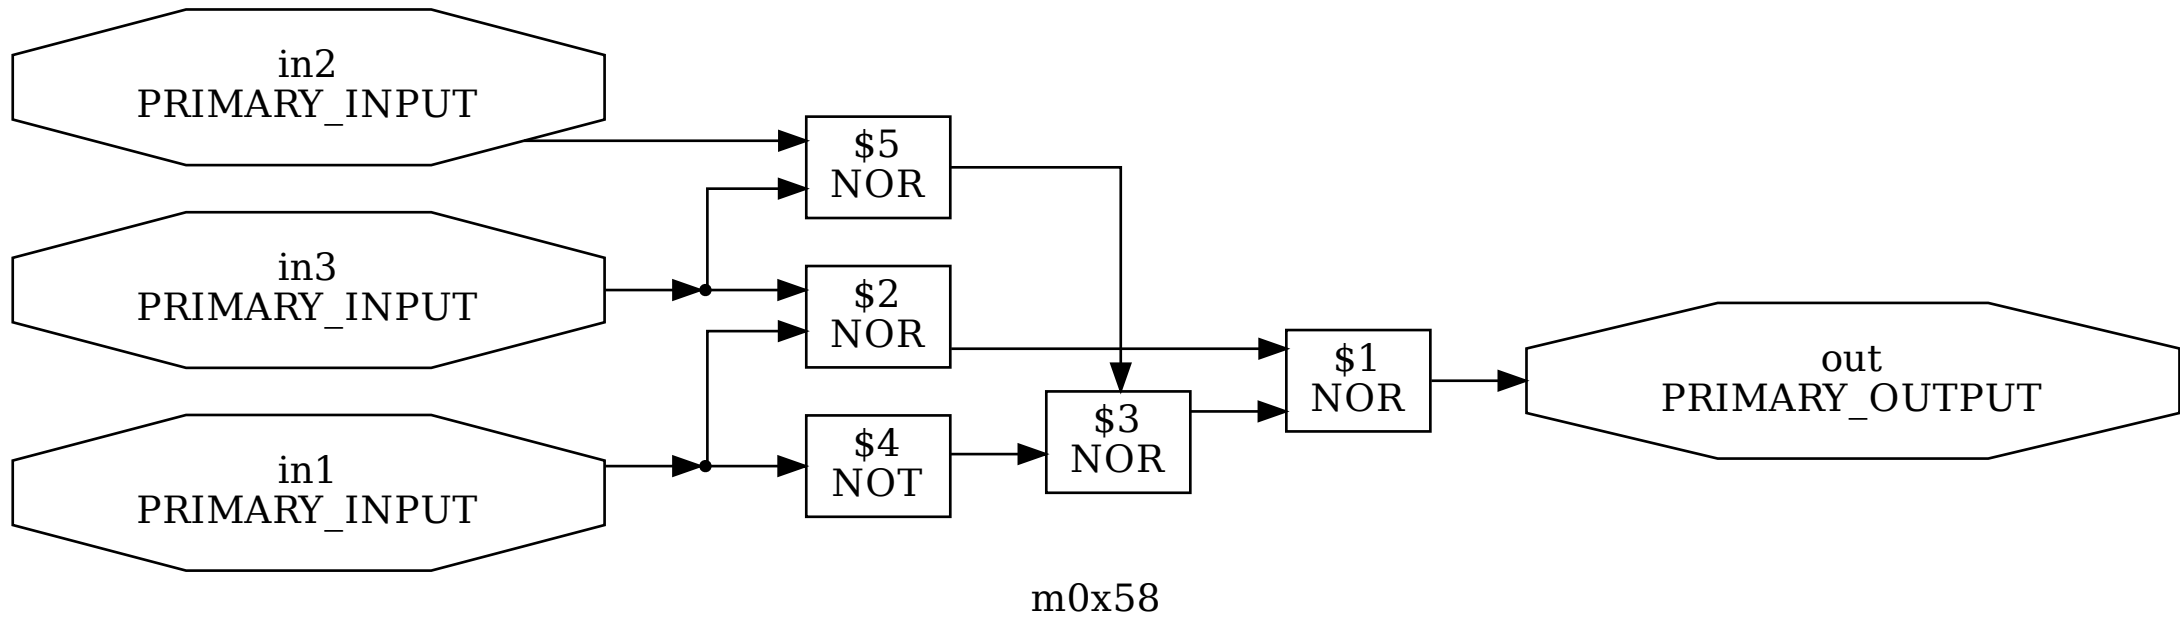 in2
PRIMARY_INPUT
$5
NOR
in3
PRIMARY_INPUT
$2
NOR
$1
NOR
out
PRIMARY_OUTPUT
$3
NOR
in1
PRIMARY_INPUT
$4
NOT
m0x58